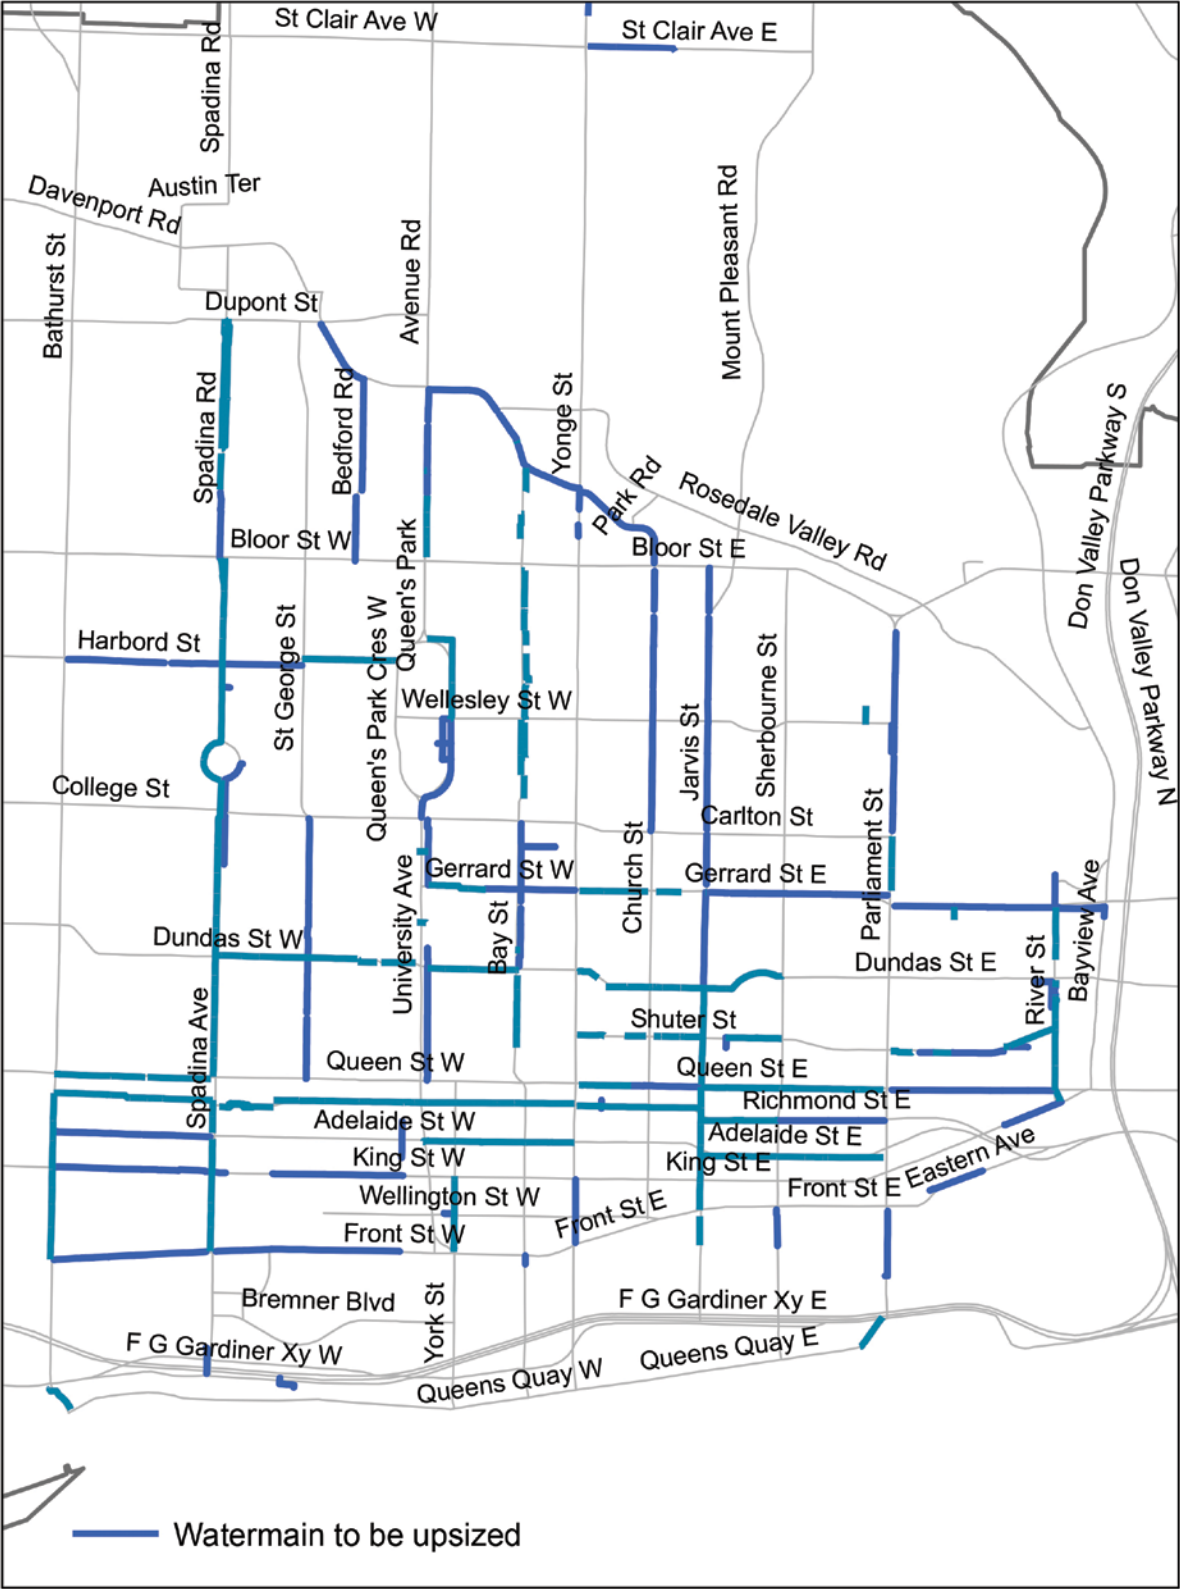 St Clair Ave W
St Clair Ave E
Spadina Rd
Austin Ter
Davenport Rd
Mount Pleasant Rd
Avenue Rd
Bathurst St
Dupont St
Spadina Rd
Bedford Rd
Yonge St
Park Rd
Rosedale Valley Rd
Don Valley Parkway S
Don Valley Parkway N
Bloor St W
Bloor St E
Queen's Park
Harbord St
St George St
Queen's Park Cres W
Wellesley St W
Jarvis St
Sherbourne St
College St
Carlton St
Parliament St
Church St
Gerrard St W
Gerrard St E
University Ave
Bay St
Bayview Ave
River St
Dundas St W
Dundas St E
Spadina Ave
Shuter St
Queen St W
Queen St E
Richmond St E
Adelaide St W
Adelaide St E
King St W
King St E
Eastern Ave
Wellington St W
Front St E
Front St E
Front St W
Bremner Blvd
York St
F G Gardiner Xy E
F G Gardiner Xy W
Queens Quay E
Queens Quay W
Watermain to be upsized